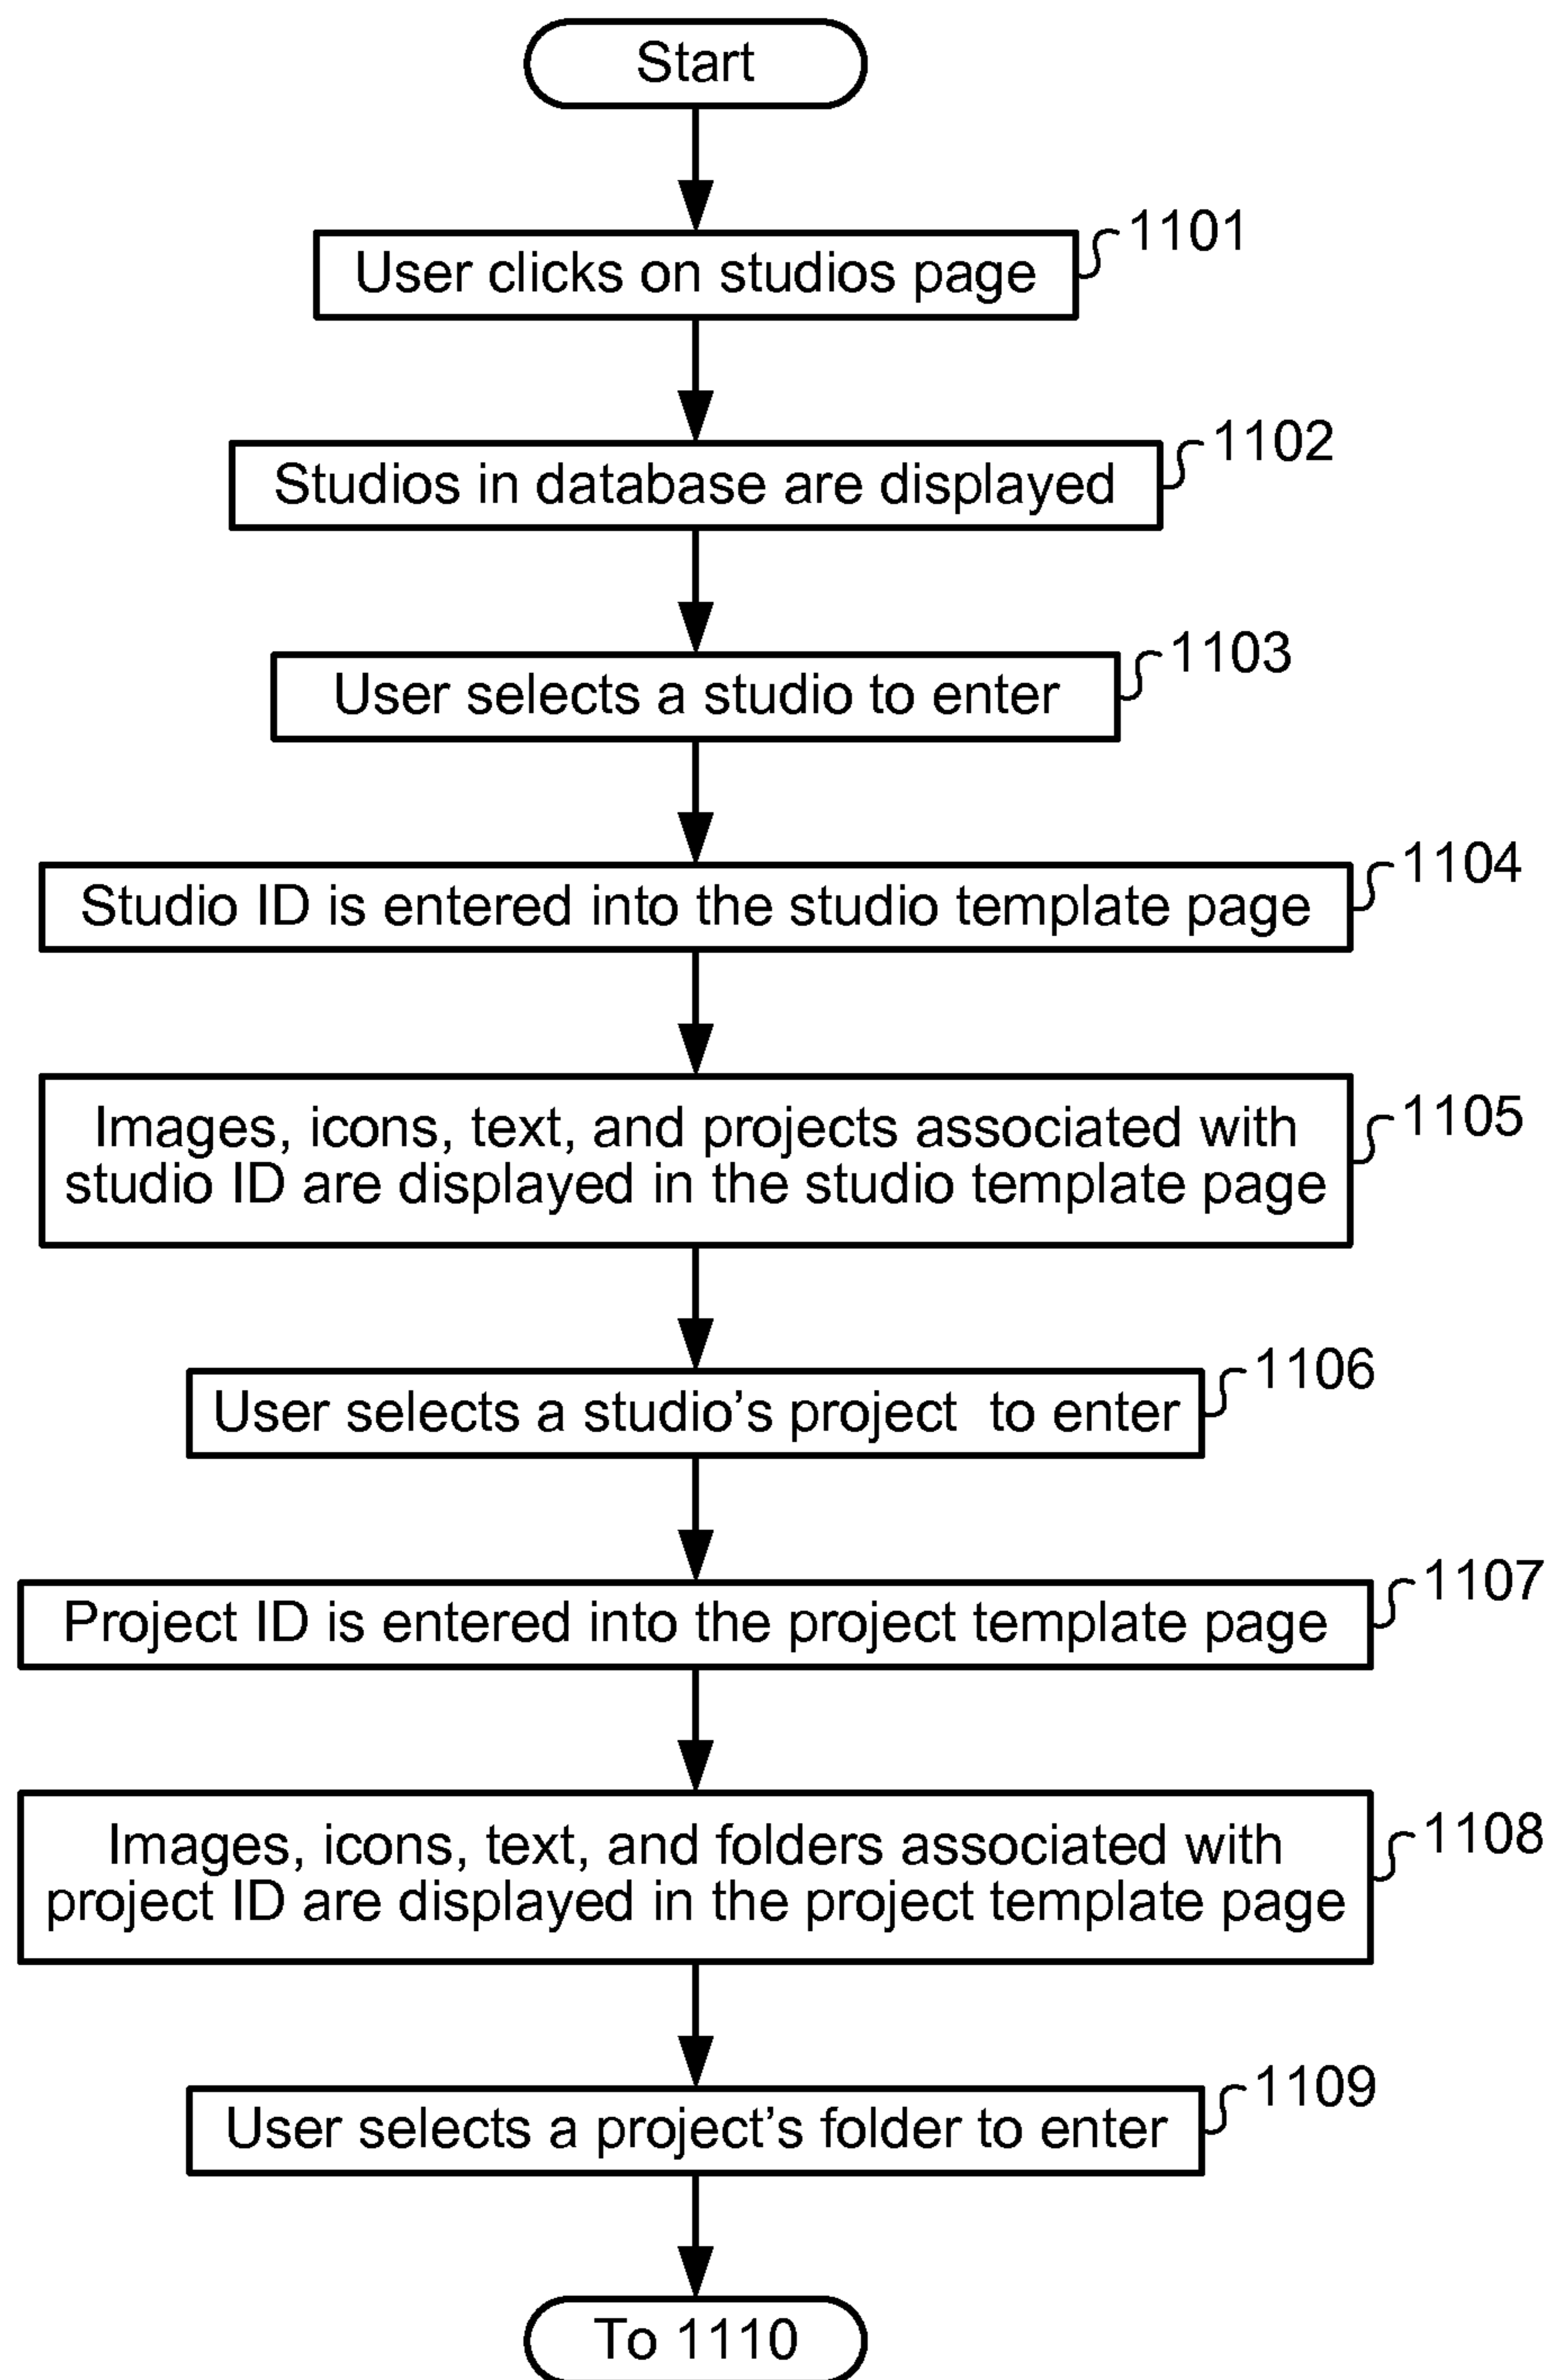 Start
1101
User clicks on studios page
1102
Studios in database are displayed
1103
User selects a studio to enter
1104
Studio ID is entered into the studio template page
1105
Images, icons, text, and projects associated with
studio ID are displayed in the studio template page
1106
User selects a studio’s project  to enter
1107
Project ID is entered into the project template page
1108
Images, icons, text, and folders associated with
project ID are displayed in the project template page
1109
User selects a project’s folder to enter
To 1110